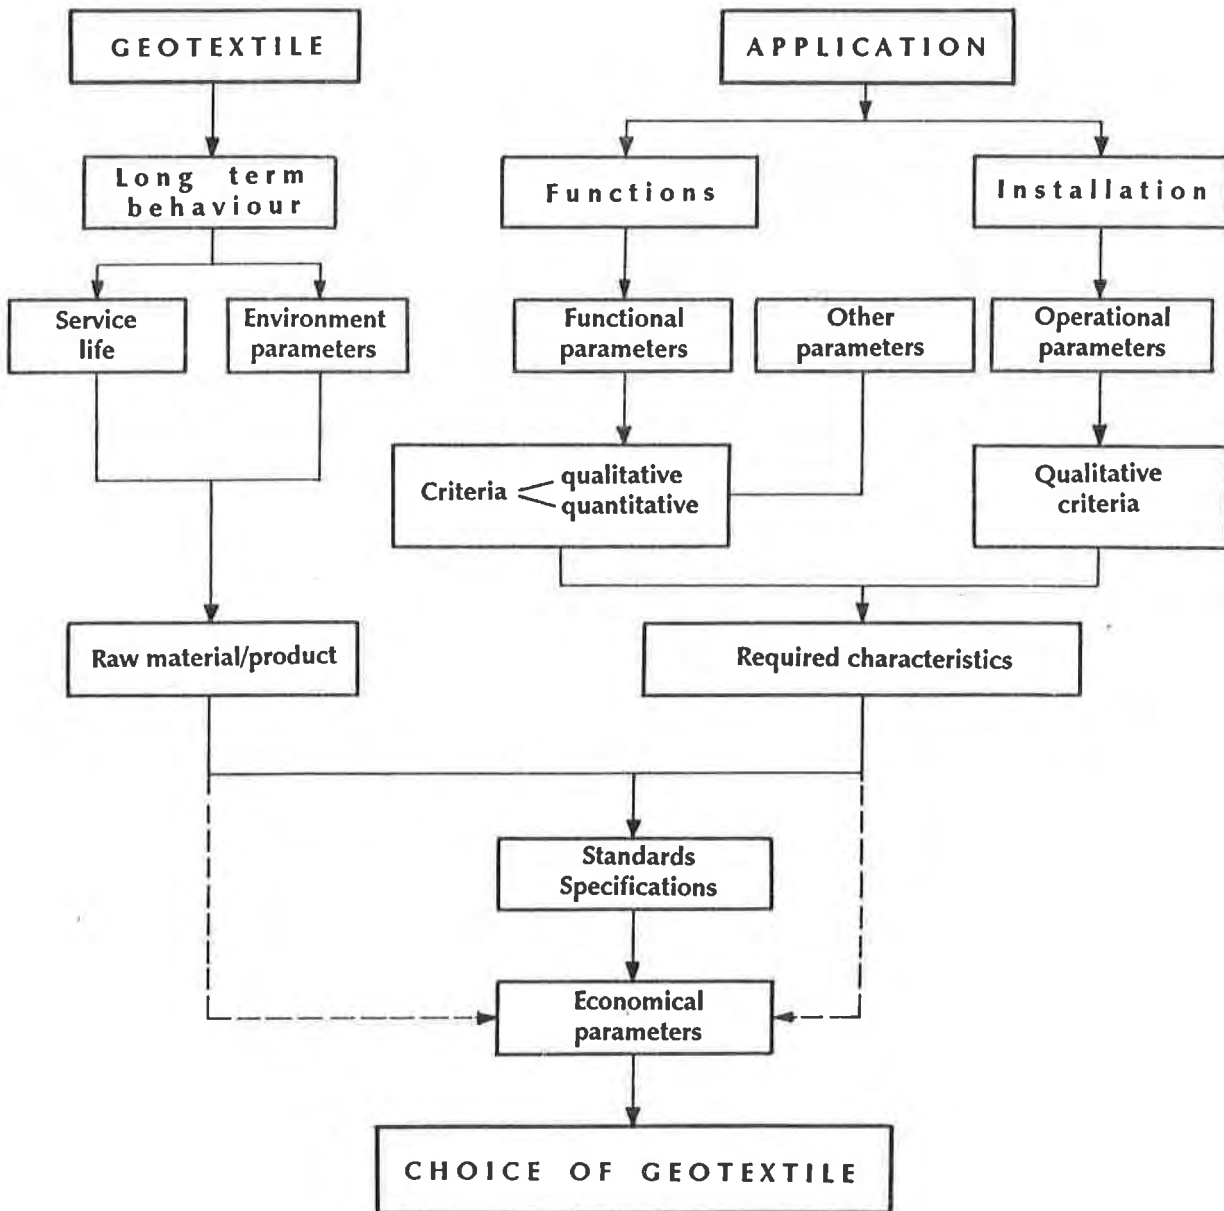 GEOTEXTILE
APPLICATION
Long term
behaviour
Functions
Installation
Service
life
Environment
parameters
Functional
parameters
Other
parameters
Operational
parameters
Criteria
qualitative
quantitative
Qualitative
criteria
Raw material/product
Required characteristics
Standards
Specifications
Economical
parameters
CHOICE OF GEOTEXTILE